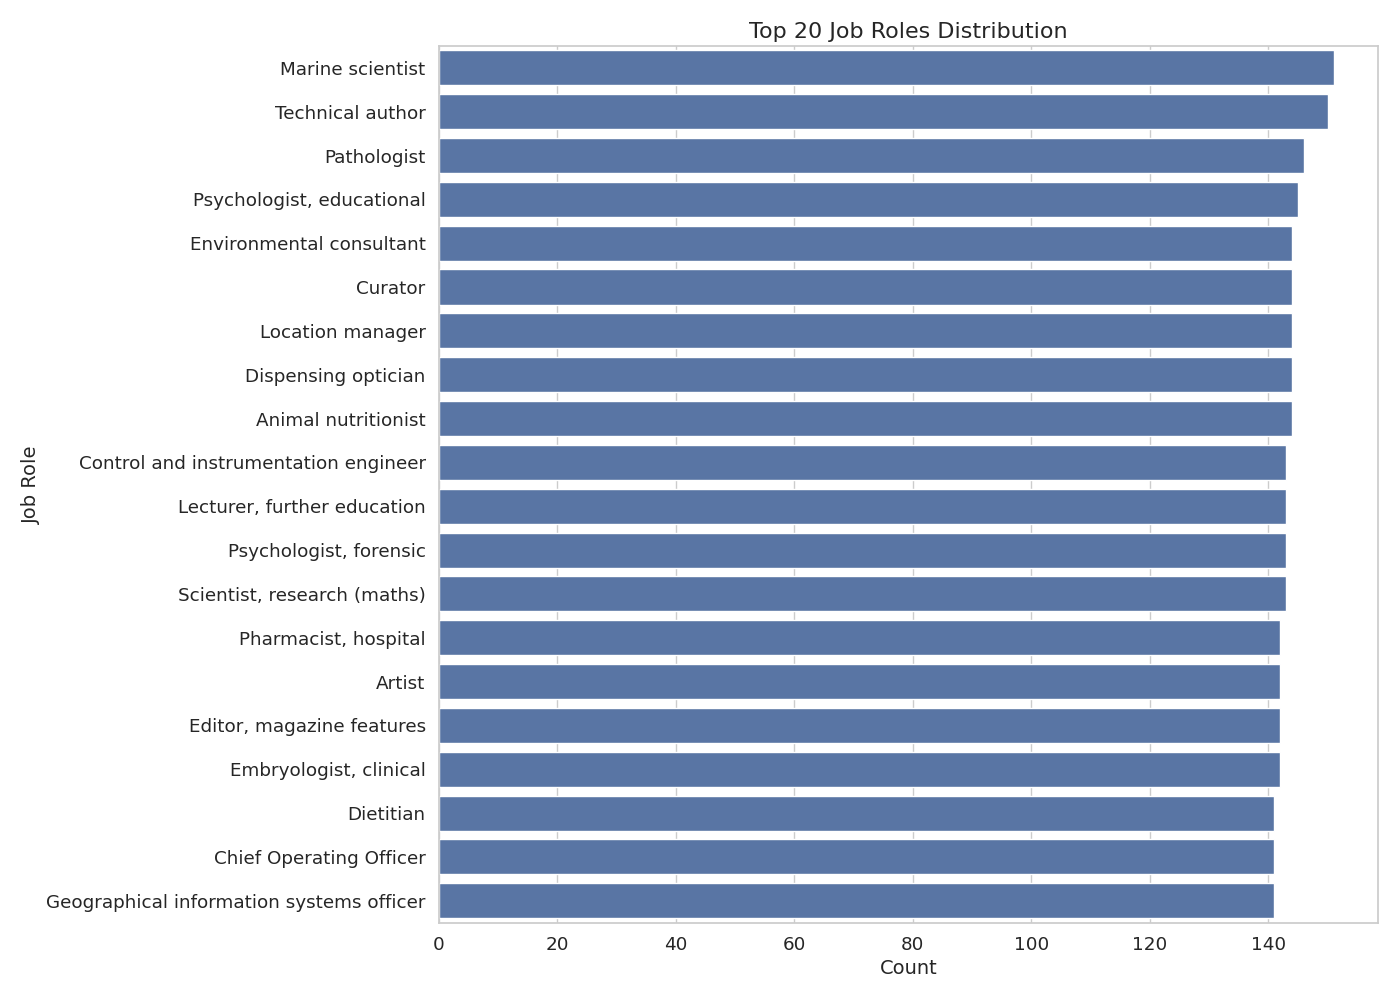 Top 20 Job Roles Distribution
Marine scientist
Technical author
Pathologist
Psychologist, educational
Environmental consultant
Curator
Location manager
Dispensing optician
Animal nutritionist
Control and instrumentation engineer
Lecturer, further education
Psychologist, forensic
Scientist, research (maths)
Pharmacist, hospital
Artist
Editor, magazine features
Embryologist, clinical
Dietitian
Chief Operating Officer
Geographical information systems officer
Job Role
0 20 40 60 80 100 120 140
Count